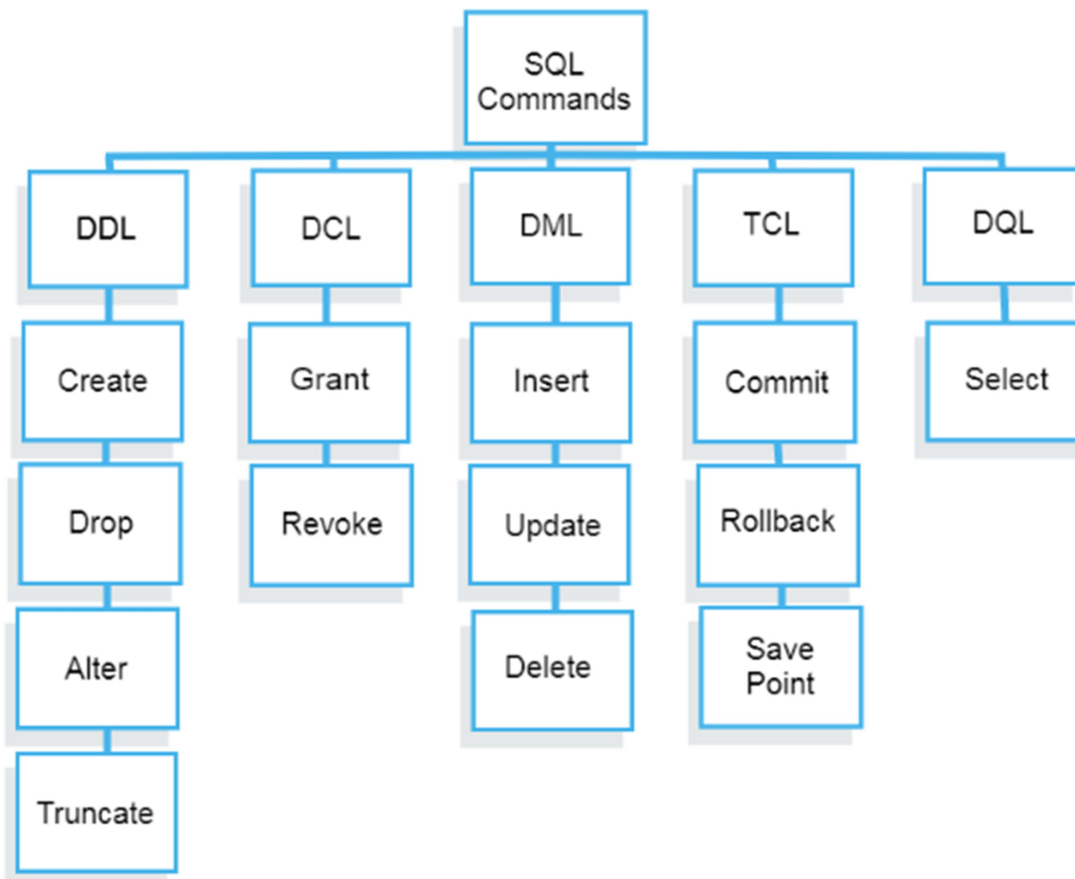 SQL
Commands
DDL
DCL
DML
TCL
DQL
Create
Grant
Insert
Commit
Select
Drop
Revoke
Update
Rollback
Alter
Delete
Save
Point
Truncate